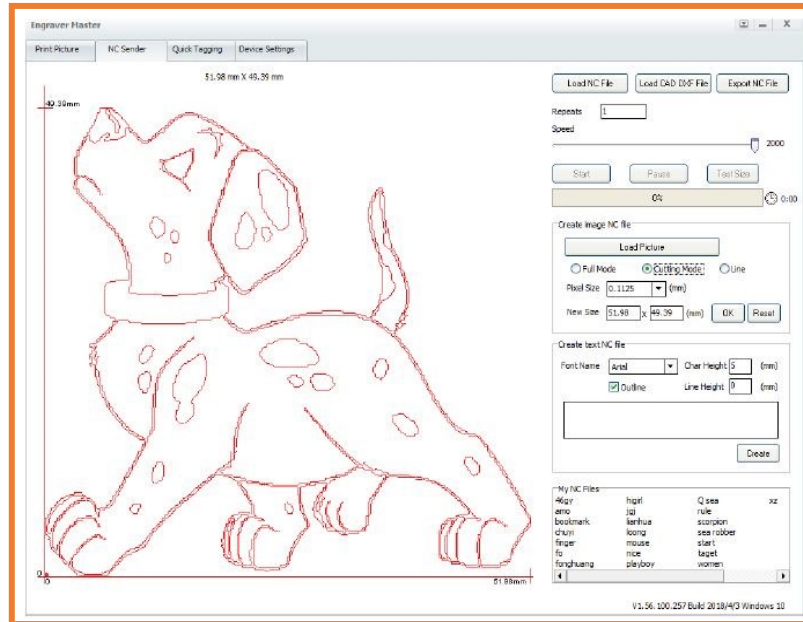 Engraver Master
Print Picture NC Sender Quick Tagging Device Settings
51.98 mm X 49.39 mm
49.39mm
0
0
51.98mm
Load NC File Load CAD DXF File Export NC File
Repeats 1
Speed
2000
Start Pause Test Size
0% 0:00
Create image NC file
Load Picture
Full Mode Cutting Mode Line
Pixel Size 0.1125 (mm)
New Size 51.98 x 49.39 (mm) OK Reset
Create text NC file
Font Name Arial Char Height 5 (mm)
Outline Line Height 0 (mm)
Create
My NC Files
46gy higirl Q sea xz
amo jgj rule
bookmark lianhua scorpion
chuyi loong sea robber
finger mouse start
fo nice taget
fonghuang playboy women
V1.56.100.257 Build 2018/4/3 Windows 10